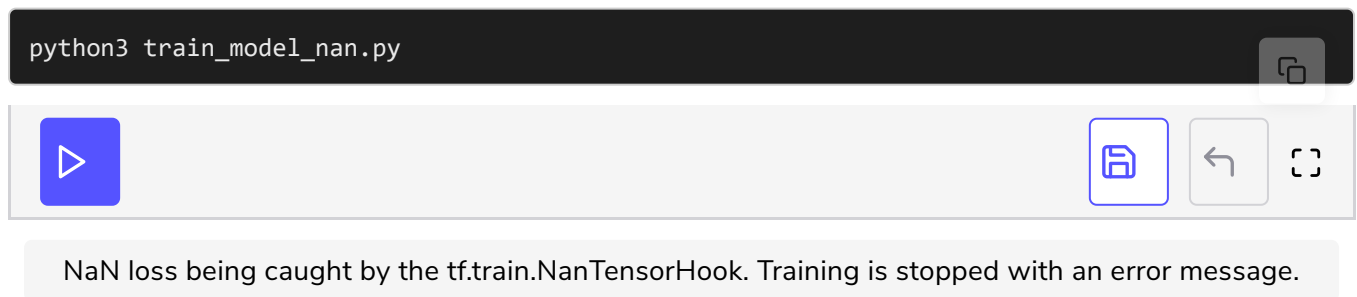 python3 train_model_nan.py
NaN loss being caught by the tf.train.NanTensorHook. Training is stopped with an error message.